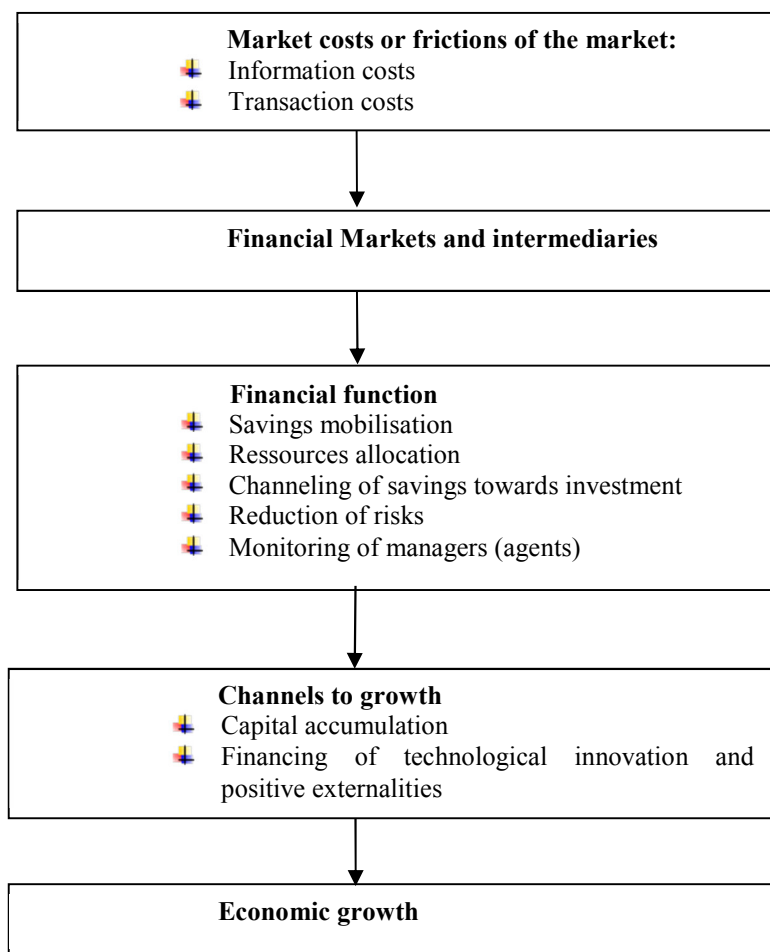 Market costs or frictions of the market:
Information costs
Transaction costs
Financial Markets and intermediaries
Financial function
Savings mobilisation
Ressources allocation
Channeling of savings towards investment
Reduction of risks
Monitoring of managers (agents)
Channels to growth
Capital accumulation
Financing of technological innovation and
positive externalities
Economic growth